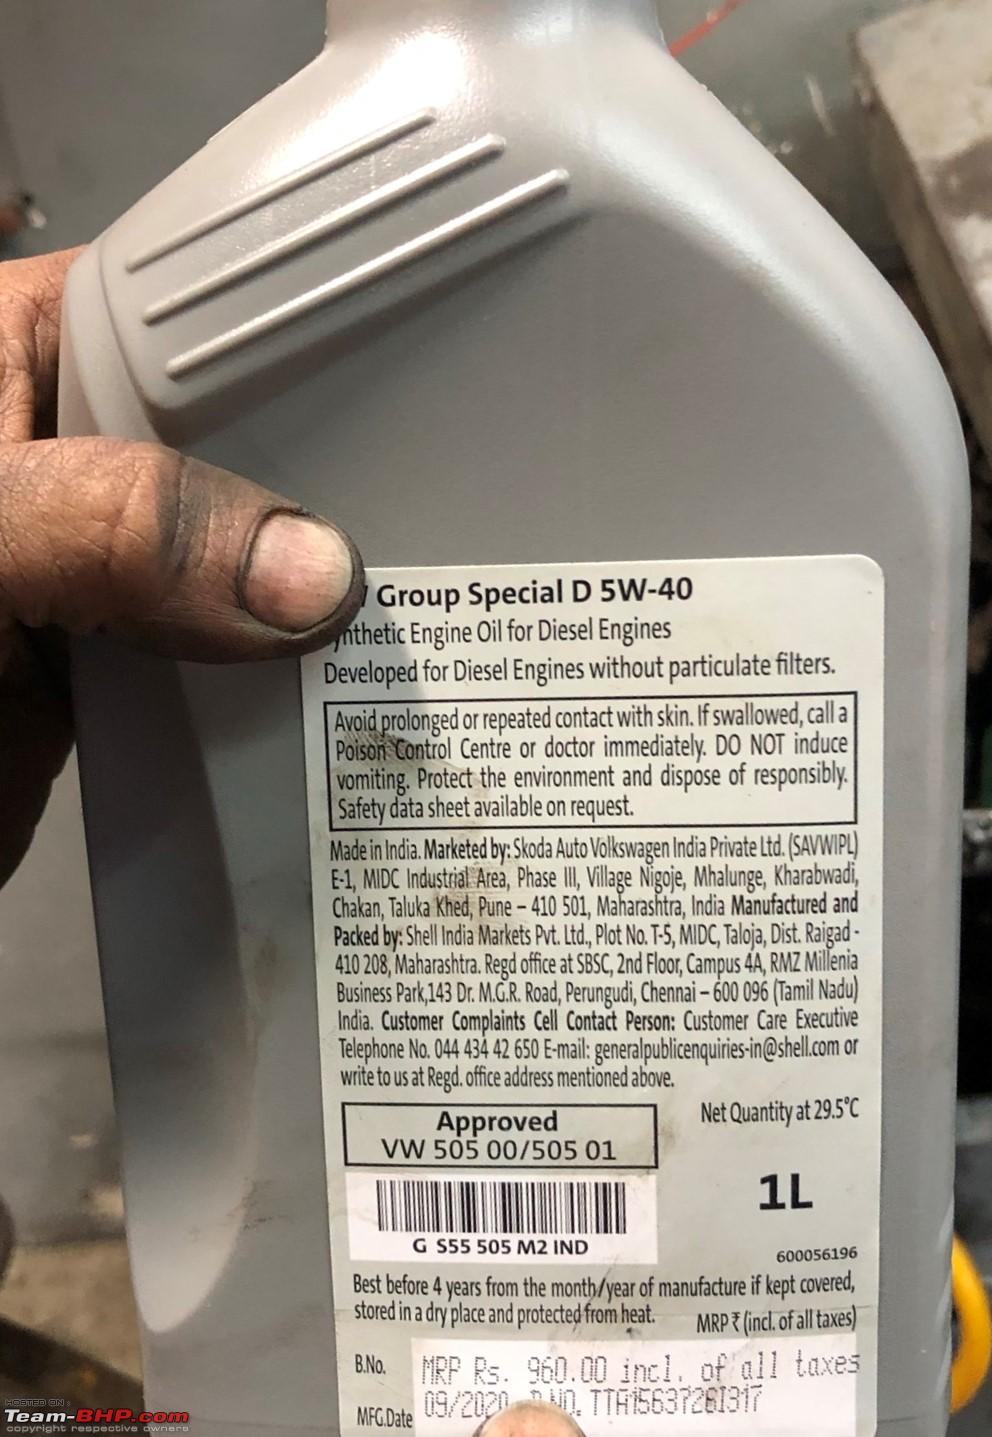 Group Special D 5W-40
Synthetic Engine Oil for Diesel Engines
Developed for Diesel Engines without particulate filters.
Avoid prolonged or repeated contact with skin. If swallowed, call a
Poison Control Centre or doctor immediately. DO NOT induce
vomiting. Protect the environment and dispose of responsibly.
Safety data sheet available on request.
Made in India. Marketed by: Skoda Auto Volkswagen India Private Ltd. (SAVWIPL)
E-1, MIDC Industrial Area, Phase III, Village Nigoje, Mhalunge, Kharabwadi,
Chakan, Taluka Khed, Pune – 410 501, Maharashtra, India Manufactured and
Packed by: Shell India Markets Pvt. Ltd., Plot No. T-5, MIDC, Taloja, Dist. Raigad -
410 208, Maharashtra. Regd office at SBSC, 2nd Floor, Campus 4A, RMZ Millenia
Business Park,143 Dr. M.G.R. Road, Perungudi, Chennai – 600 096 (Tamil Nadu)
India. Customer Complaints Cell Contact Person: Customer Care Executive
Telephone No. 044 434 42 650 E-mail: generalpublicenquiries-in@shell.com or
write to us at Regd. office address mentioned above.
Approved
VW 505 00/505 01
Net Quantity at 29.5°C
1L
G S55 505 M2 IND
600056196
Best before 4 years from the month/year of manufacture if kept covered,
stored in a dry place and protected from heat.
MRP ₹ (incl. of all taxes)
B.No.
MRP Rs. 960.00 incl. of all taxes
MFG.Date
09/2020
HOSTED ON:
Team-BHP.com
copyright respective owners